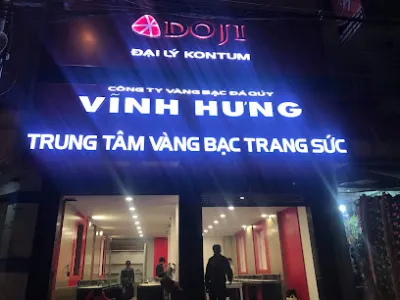 DOJI
ĐẠI LÝ KONTUM
CÔNG TY VÀNG BẠC ĐÁ QUÝ
VĨNH HƯNG
TRUNG TÂM VÀNG BẠC TRANG SỨC